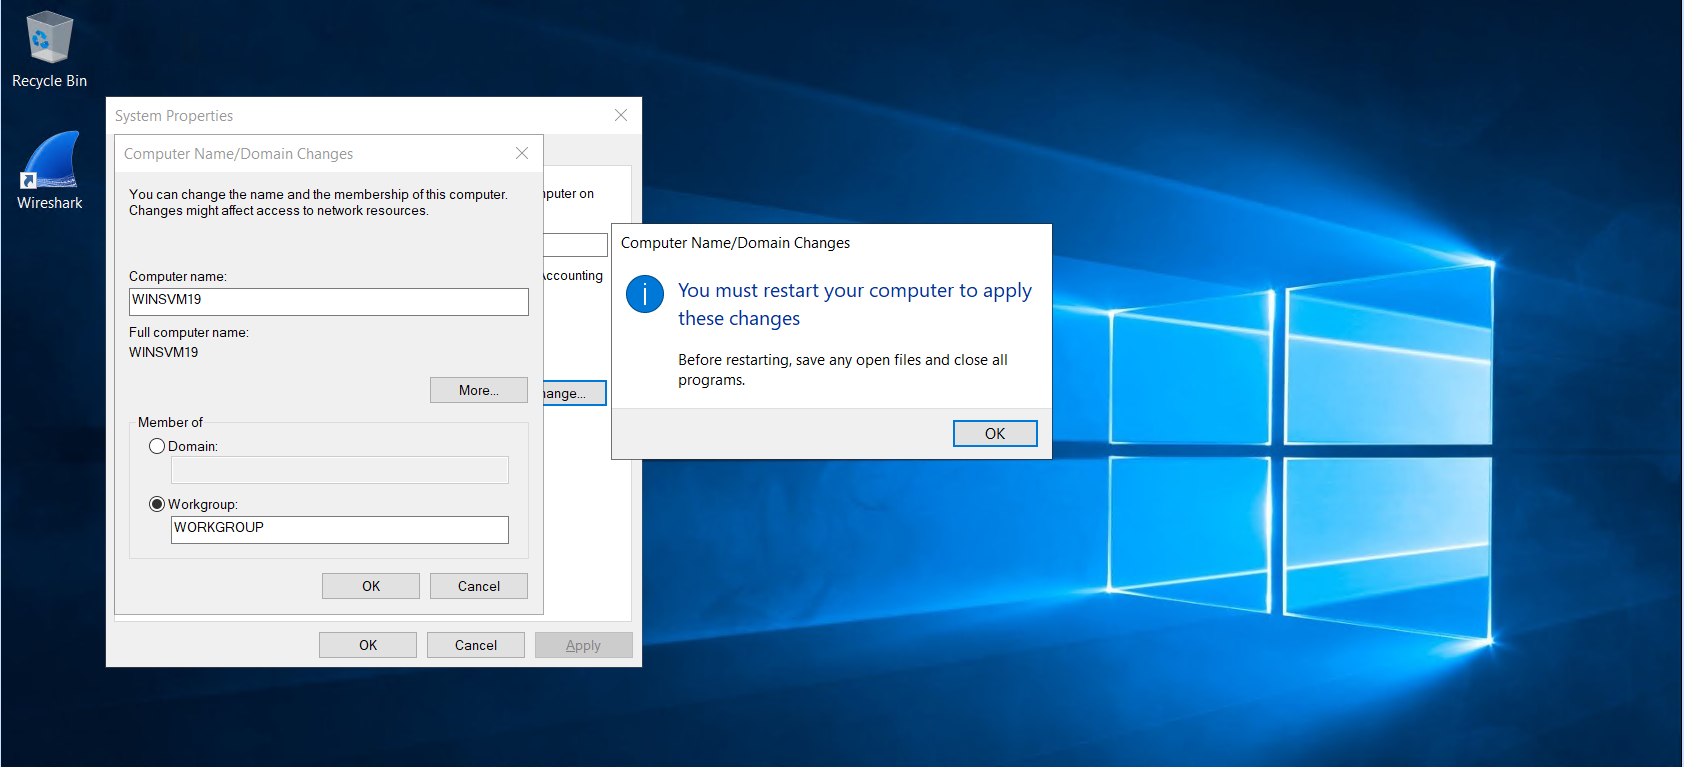 Recycle Bin
Wireshark
System Properties
Computer Name/Domain Changes
You can change the name and the membership of this computer.
Changes might affect access to network resources.
Computer name:
WINSVM19
Full computer name:
WINSVM19
More...
Member of
Domain:
Workgroup:
WORKGROUP
OK
Cancel
puter on
Accounting
hange...
OK
Cancel
Apply
Computer Name/Domain Changes
You must restart your computer to apply
these changes
Before restarting, save any open files and close all
programs.
OK